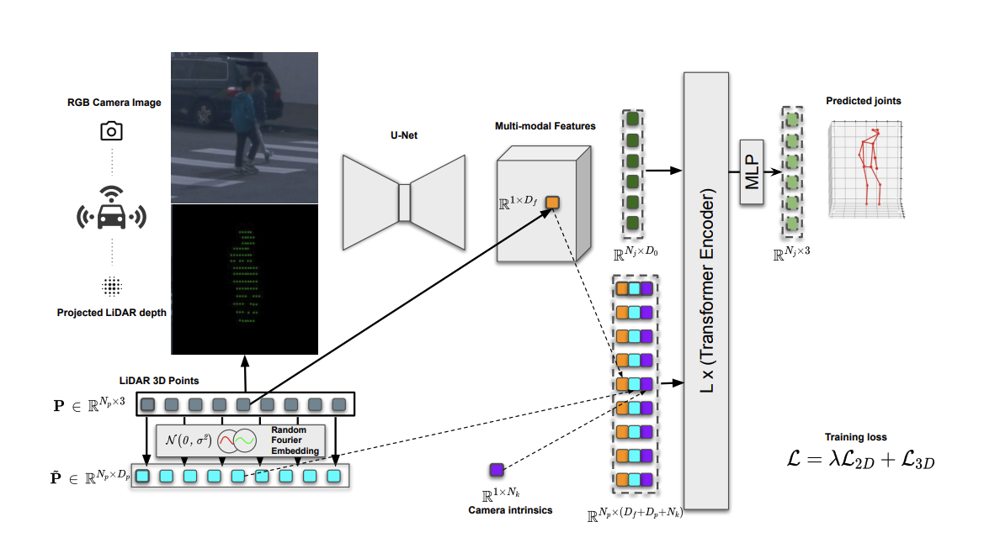 RGB Camera Image
Projected LiDAR depth
LiDAR 3D Points
P ∈ ℝ^{N_p×3}
𝒩(0, σ²)
Random
Fourier
Embedding
P̃ ∈ ℝ^{N_p×D_p}
U-Net
Multi-modal Features
ℝ^{1×D_f}
ℝ^{1×N_k}
Camera intrinsics
ℝ^{N_j×D_0}
ℝ^{N_p×(D_f+D_p+N_k)}
L x (Transformer Encoder)
MLP
ℝ^{N_j×3}
Predicted joints
Training loss
ℒ = λℒ_{2D} + ℒ_{3D}